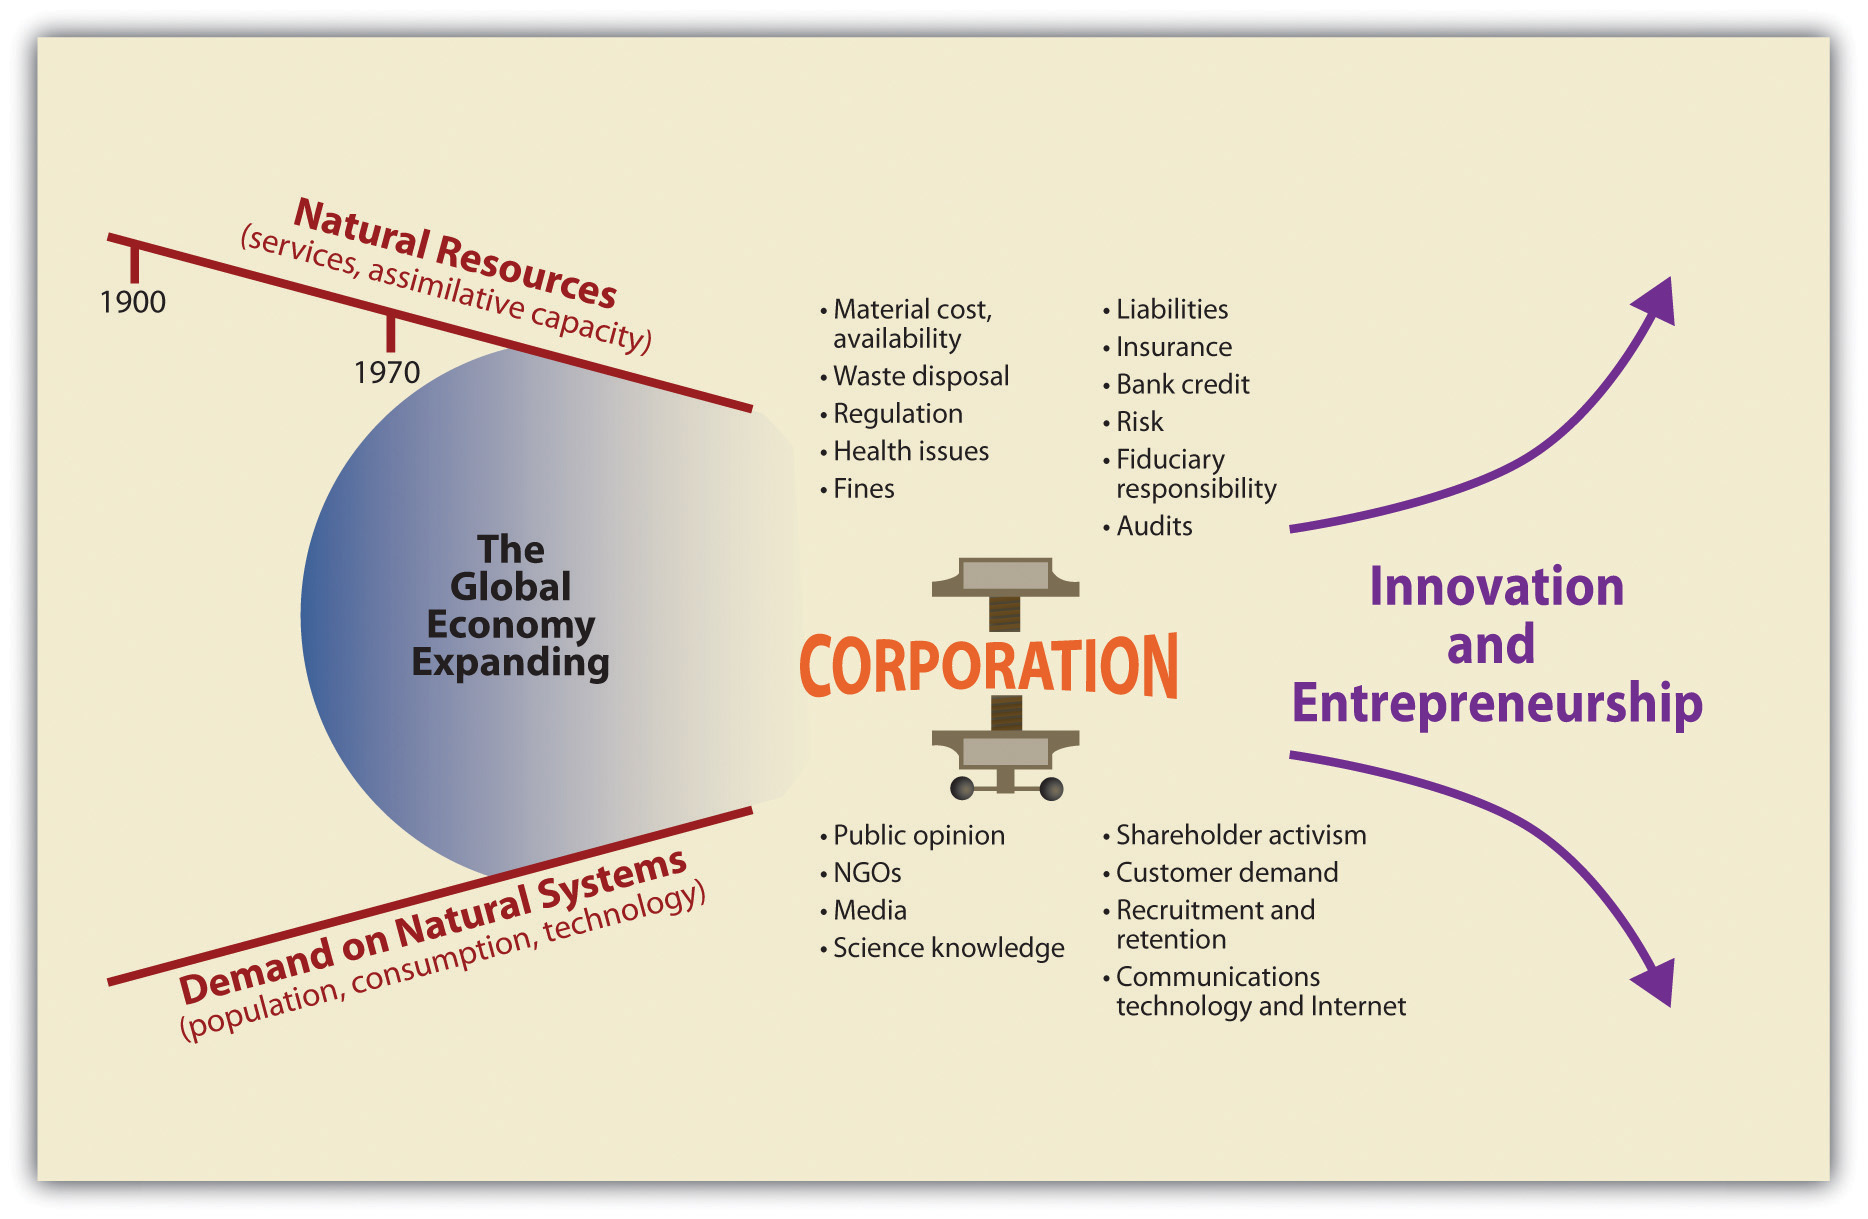 Natural Resources
(services, assimilative capacity)
1900
1970
The
Global
Economy
Expanding
Demand on Natural Systems
(population, consumption, technology)
• Material cost,
availability
• Waste disposal
• Regulation
• Health issues
• Fines
• Liabilities
• Insurance
• Bank credit
• Risk
• Fiduciary
responsibility
• Audits
CORPORATION
• Public opinion
• NGOs
• Media
• Science knowledge
• Shareholder activism
• Customer demand
• Recruitment and
retention
• Communications
technology and Internet
Innovation
and
Entrepreneurship